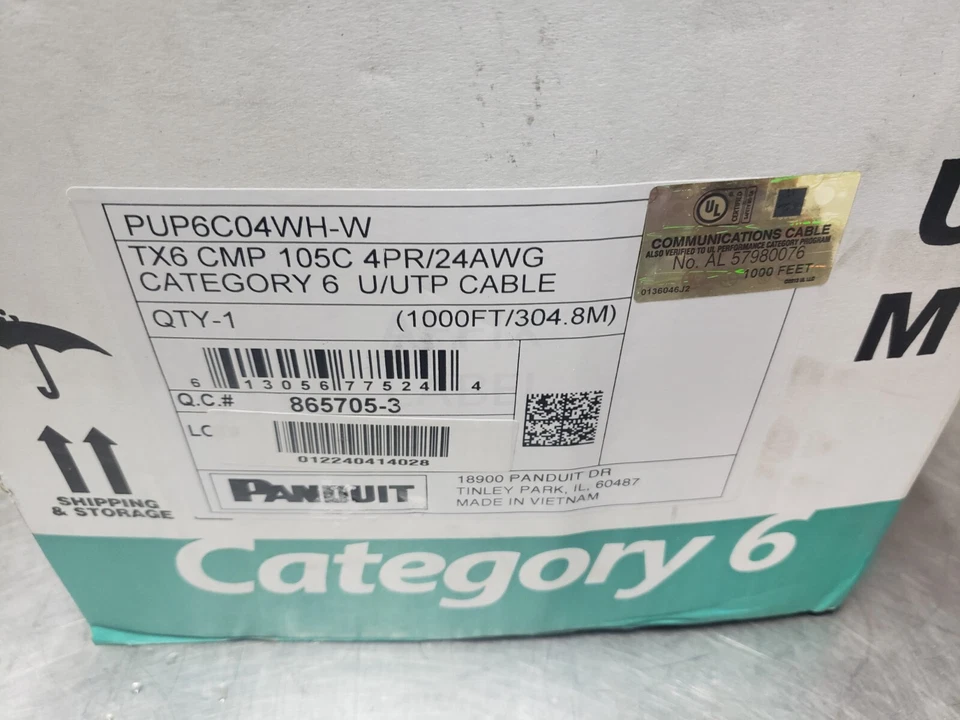 PUP6C04WH-W
TX6 CMP 105C 4PR/24AWG
CATEGORY 6 U/UTP CABLE
QTY-1 (1000FT/304.8M)
6 13056 77524 4
Q.C.# 865705-3
LC
012240414028
PANDUIT
18900 PANDUIT DR
TINLEY PARK, IL. 60487
MADE IN VIETNAM
UL
COMMUNICATIONS CABLE
ALSO VERIFIED TO UL PERFORMANCE CATEGORY PROGRAM
No. AL 57980076
1000 FEET
0136046J2
SHIPPING
& STORAGE
Category 6
U
M